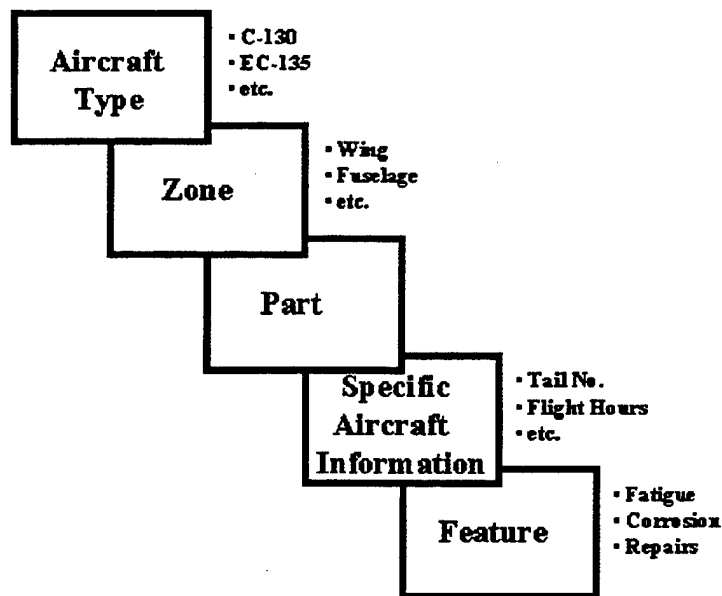 Aircraft
Type
▪ C-130
▪ EC-135
▪ etc.
Zone
▪ Wing
▪ Fuselage
▪ etc.
Part
Specific
Aircraft
Information
▪ Tail No.
▪ Flight Hours
▪ etc.
Feature
▪ Fatigue
▪ Corrosion
▪ Repairs